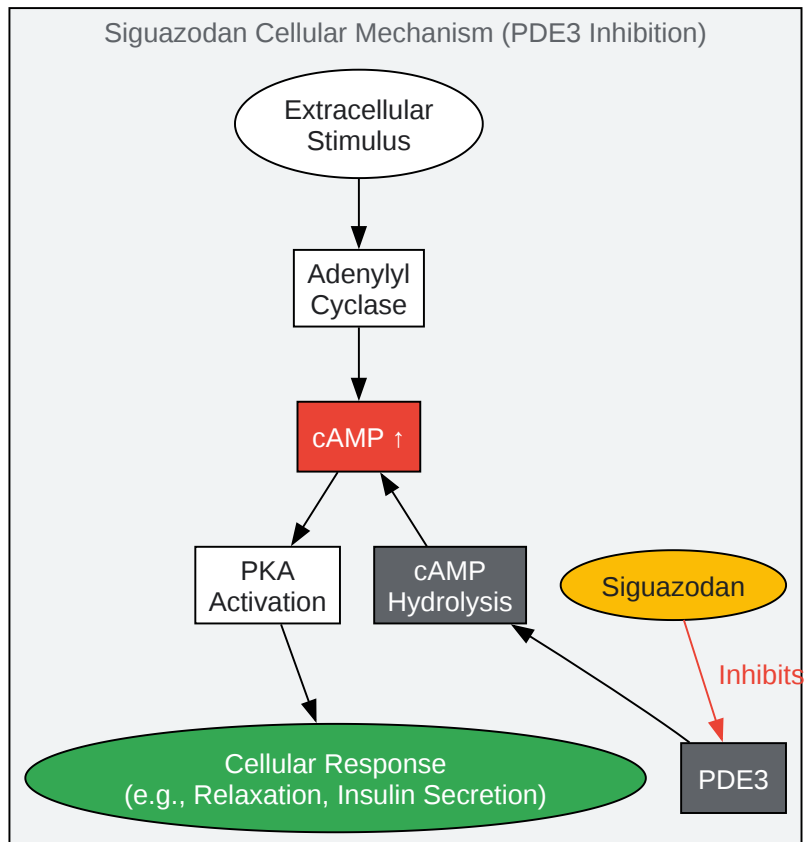 Siguazodan Cellular Mechanism (PDE3 Inhibition)
Extracellular
Stimulus
Adenylyl
Cyclase
cAMP ↑
PKA
Activation
cAMP
Hydrolysis
Siguazodan
Inhibits
Cellular Response
(e.g., Relaxation, Insulin Secretion)
PDE3